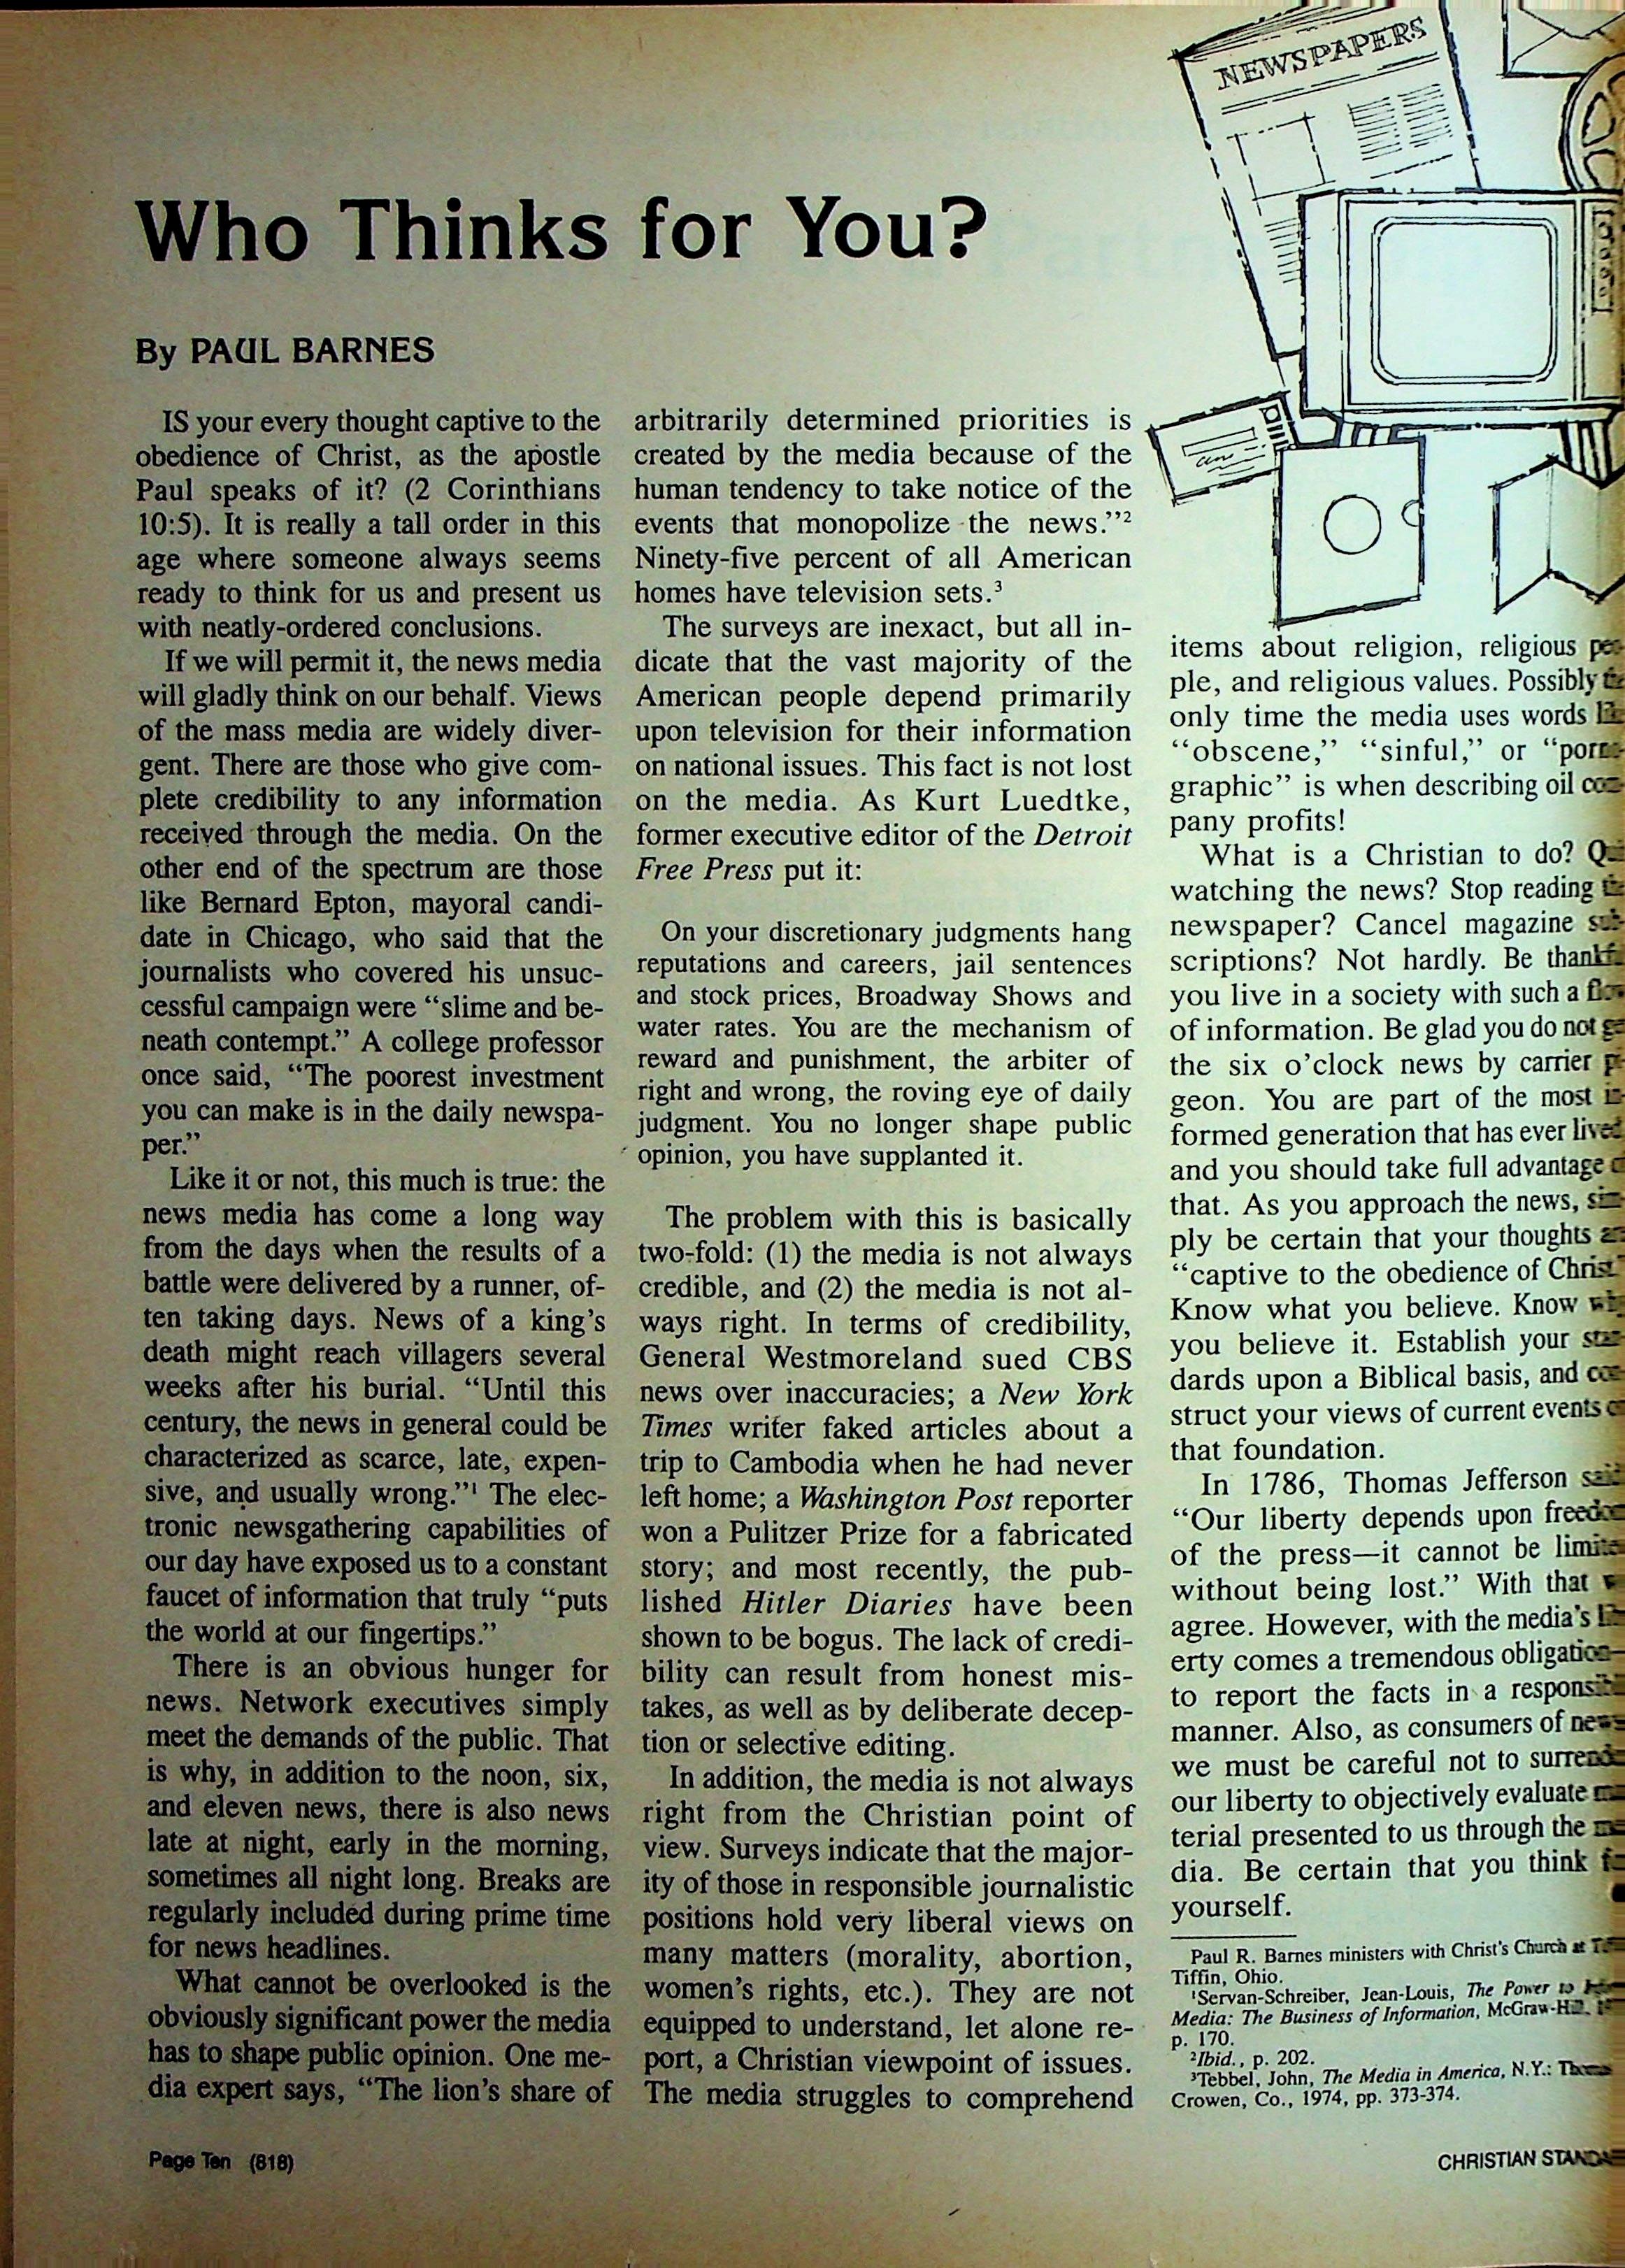 NEWSPAPERS
Who Thinks for You?
By PAUL BARNES
IS your every thought captive to the
obedience of Christ, as the apostle
Paul speaks of it? (2 Corinthians
10:5). It is really a tall order in this
age where someone always seems
ready to think for us and present us
with neatly-ordered conclusions.
If we will permit it, the news media
will gladly think on our behalf. Views
of the mass media are widely diver-
gent. There are those who give com-
plete credibility to any information
received through the media. On the
other end of the spectrum are those
like Bernard Epton, mayoral candi-
date in Chicago, who said that the
journalists who covered his unsuc-
cessful campaign were “slime and be-
neath contempt.” A college professor
once said, “The poorest investment
you can make is in the daily newspa-
per.”
Like it or not, this much is true: the
news media has come a long way
from the days when the results of a
battle were delivered by a runner, of-
ten taking days. News of a king’s
death might reach villagers several
weeks after his burial. “Until this
century, the news in general could be
characterized as scarce, late, expen-
sive, and usually wrong.”¹ The elec-
tronic newsgathering capabilities of
our day have exposed us to a constant
faucet of information that truly “puts
the world at our fingertips.”
There is an obvious hunger for
news. Network executives simply
meet the demands of the public. That
is why, in addition to the noon, six,
and eleven news, there is also news
late at night, early in the morning,
sometimes all night long. Breaks are
regularly included during prime time
for news headlines.
What cannot be overlooked is the
obviously significant power the media
has to shape public opinion. One me-
dia expert says, “The lion’s share of
arbitrarily determined priorities is
created by the media because of the
human tendency to take notice of the
events that monopolize the news.”²
Ninety-five percent of all American
homes have television sets.³
The surveys are inexact, but all in-
dicate that the vast majority of the
American people depend primarily
upon television for their information
on national issues. This fact is not lost
on the media. As Kurt Luedtke,
former executive editor of the Detroit
Free Press put it:
On your discretionary judgments hang
reputations and careers, jail sentences
and stock prices, Broadway Shows and
water rates. You are the mechanism of
reward and punishment, the arbiter of
right and wrong, the roving eye of daily
judgment. You no longer shape public
opinion, you have supplanted it.
The problem with this is basically
two-fold: (1) the media is not always
credible, and (2) the media is not al-
ways right. In terms of credibility,
General Westmoreland sued CBS
news over inaccuracies; a New York
Times writer faked articles about a
trip to Cambodia when he had never
left home; a Washington Post reporter
won a Pulitzer Prize for a fabricated
story; and most recently, the pub-
lished Hitler Diaries have been
shown to be bogus. The lack of credi-
bility can result from honest mis-
takes, as well as by deliberate decep-
tion or selective editing.
In addition, the media is not always
right from the Christian point of
view. Surveys indicate that the major-
ity of those in responsible journalistic
positions hold very liberal views on
many matters (morality, abortion,
women’s rights, etc.). They are not
equipped to understand, let alone re-
port, a Christian viewpoint of issues.
The media struggles to comprehend
items about religion, religious
ple, and religious values. Possibly
only time the media uses words
“obscene,” “sinful,” or
graphic” is when describing oil
pany profits!
What is a Christian to do?
watching the news? Stop reading
newspaper? Cancel magazine
scriptions? Not hardly. Be
you live in a society with such a
of information. Be glad you do not
the six o’clock news by carrier
geon. You are part of the most
formed generation that has ever lived
and you should take full advantage
that. As you approach the news,
ply be certain that your thoughts
“captive to the obedience of Christ
Know what you believe. Know
you believe it. Establish your
dards upon a Biblical basis, and
struct your views of current events
that foundation.
In 1786, Thomas Jefferson said
“Our liberty depends upon
of the press—it cannot be
without being lost.” With that
agree. However, with the media’s
erty comes a tremendous obligation
to report the facts in a
manner. Also, as consumers of news
we must be careful not to
our liberty to objectively evaluate
terial presented to us through the
dia. Be certain that you think
yourself.
Paul R. Barnes ministers with Christ’s Church at
Tiffin, Ohio.
¹Servan-Schreiber, Jean-Louis, The Power to
Media: The Business of Information,
p. 170.
²Ibid., p. 202.
³Tebbel, John, The Media in America, N.Y.:
Crowen, Co., 1974, pp. 373-374.
Page Ten (818)
CHRISTIAN